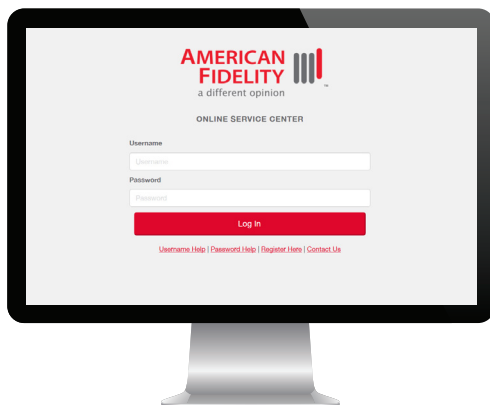 AMERICAN
FIDELITY
a different opinion
™
ONLINE SERVICE CENTER
Username
Username
Password
Password
Log In
Username Help | Password Help | Register Here | Contact Us